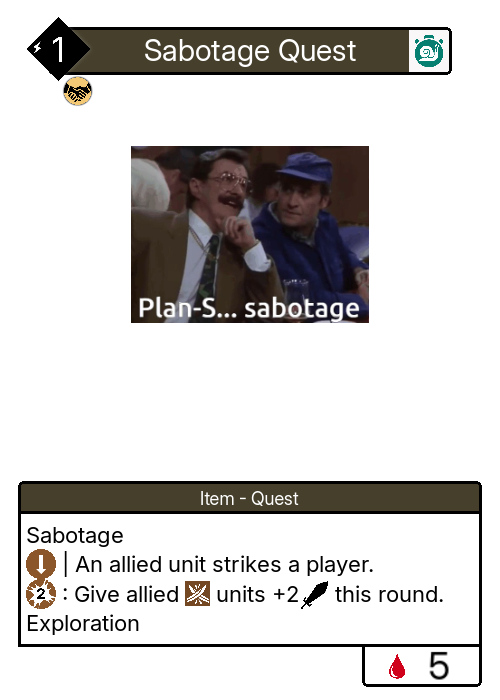 1
Sabotage Quest
Plan-S... sabotage
Item - Quest
Sabotage
| An allied unit strikes a player.
2 : Give allied units +2 this round.
Exploration
5